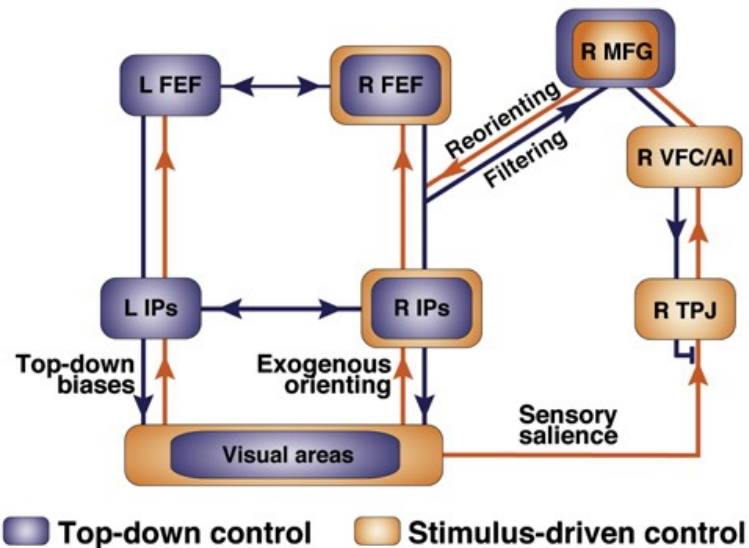 L FEF
R FEF
R MFG
Reorienting
Filtering
R VFC/AI
L IPs
R IPs
R TPJ
Top-down
biases
Exogenous
orienting
Sensory
salience
Visual areas
Top-down control
Stimulus-driven control